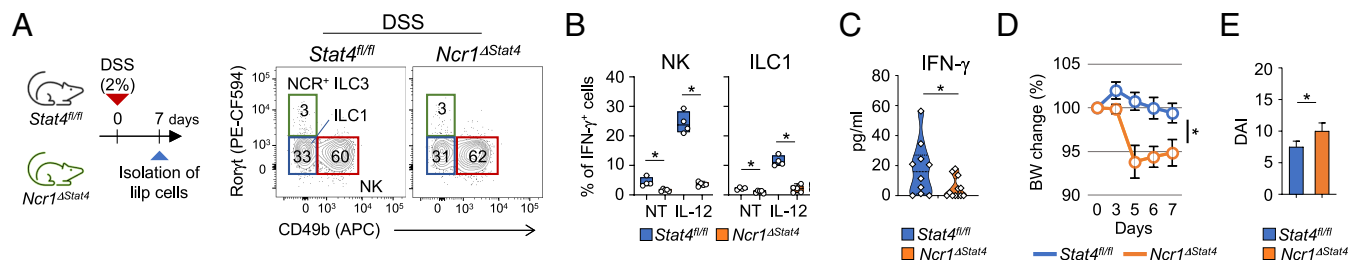 A
DSS
(2%)
0
7
days
Stat4fl/fl
Ncr1ΔStat4
Isolation of
lilp cells
DSS
Stat4fl/fl
Ncr1ΔStat4
Rorγt (PE-CF594)
10⁵
10⁴
10³
0
NCR⁺ ILC3
3
ILC1
33
60
NK
3
31
62
0
10³
10⁴
10⁵
0
10³
10⁴
10⁵
CD49b (APC)
B
NK
ILC1
% of IFN-γ⁺ cells
40
30
20
10
0
*
*
*
*
NT
IL-12
NT
IL-12
Stat4fl/fl
Ncr1ΔStat4
C
IFN-γ
pg/ml
60
40
20
0
*
Stat4fl/fl
Ncr1ΔStat4
D
BW change (%)
105
100
95
90
*
0
3
5
6
7
Days
Stat4fl/fl
Ncr1ΔStat4
E
DAI
20
15
10
5
0
*
Stat4fl/fl
Ncr1ΔStat4